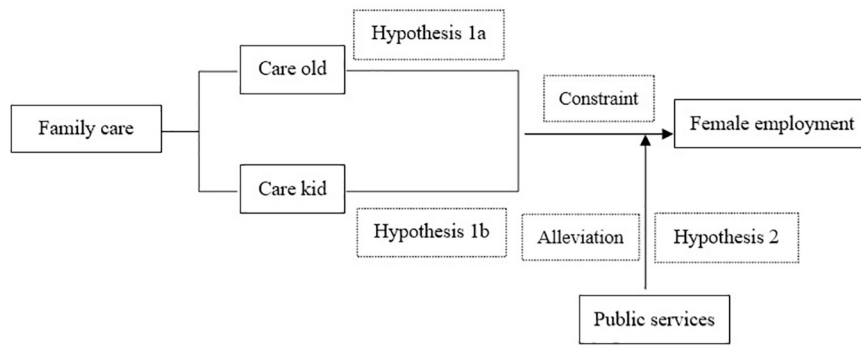 Hypothesis 1a
Care old
Constraint
Family care
Female employment
Care kid
Hypothesis 1b
Alleviation
Hypothesis 2
Public services